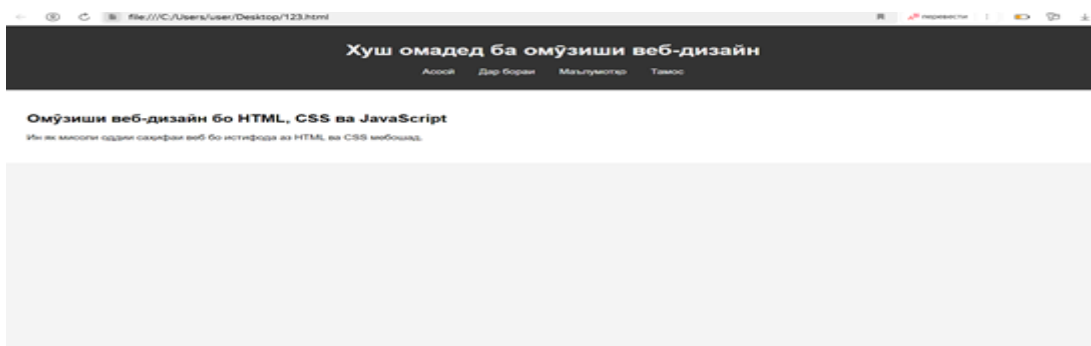 file:///C:/Users/user/Desktop/123.html
перевести
Хуш омадед ба омӯзиши веб-дизайн
Асосӣ Дар бораи Маълумотҳо Тамос
Омӯзиши веб-дизайн бо HTML, CSS ва JavaScript
Ин як мисоли оддии саҳифаи веб бо истифода аз HTML ва CSS мебошад.